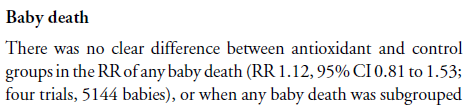 Baby death
There was no clear difference between antioxidant and control
groups in the RR of any baby death (RR 1.12, 95% CI 0.81 to 1.53;
four trials, 5144 babies), or when any baby death was subgrouped